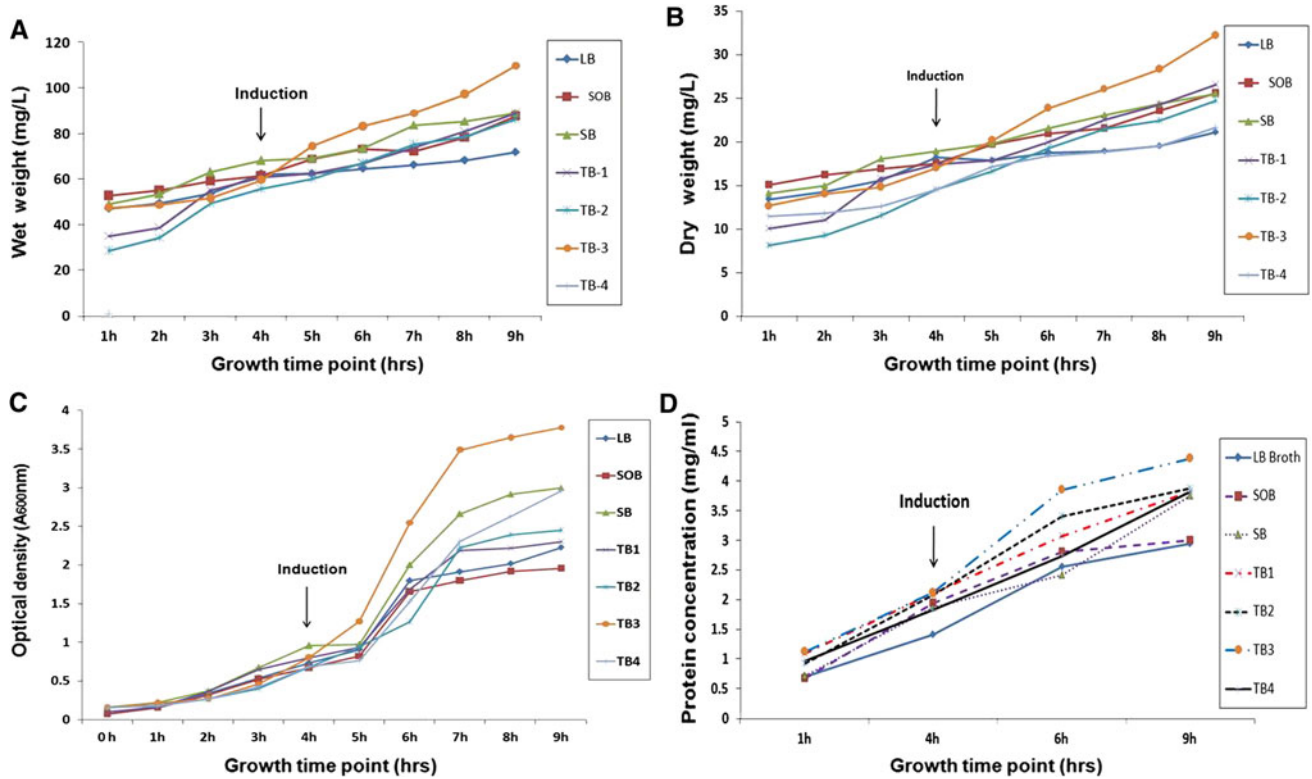 A
Wet weight (mg/L)
120
100
80
60
40
20
0
Induction
1h 2h 3h 4h 5h 6h 7h 8h 9h
Growth time point (hrs)
LB
SOB
SB
TB-1
TB-2
TB-3
TB-4
B
Dry weight (mg/L)
35
30
25
20
15
10
5
0
Induction
1h 2h 3h 4h 5h 6h 7h 8h 9h
Growth time point (hrs)
LB
SOB
SB
TB-1
TB-2
TB-3
TB-4
C
Optical density (A600nm)
4
3.5
3
2.5
2
1.5
1
0.5
0
Induction
0h 1h 2h 3h 4h 5h 6h 7h 8h 9h
Growth time point (hrs)
LB
SOB
SB
TB1
TB2
TB3
TB4
D
Protein concentration (mg/ml)
5
4.5
4
3.5
3
2.5
2
1.5
1
0.5
0
Induction
1h 4h 6h 9h
Growth time point (hrs)
LB Broth
SOB
SB
TB1
TB2
TB3
TB4